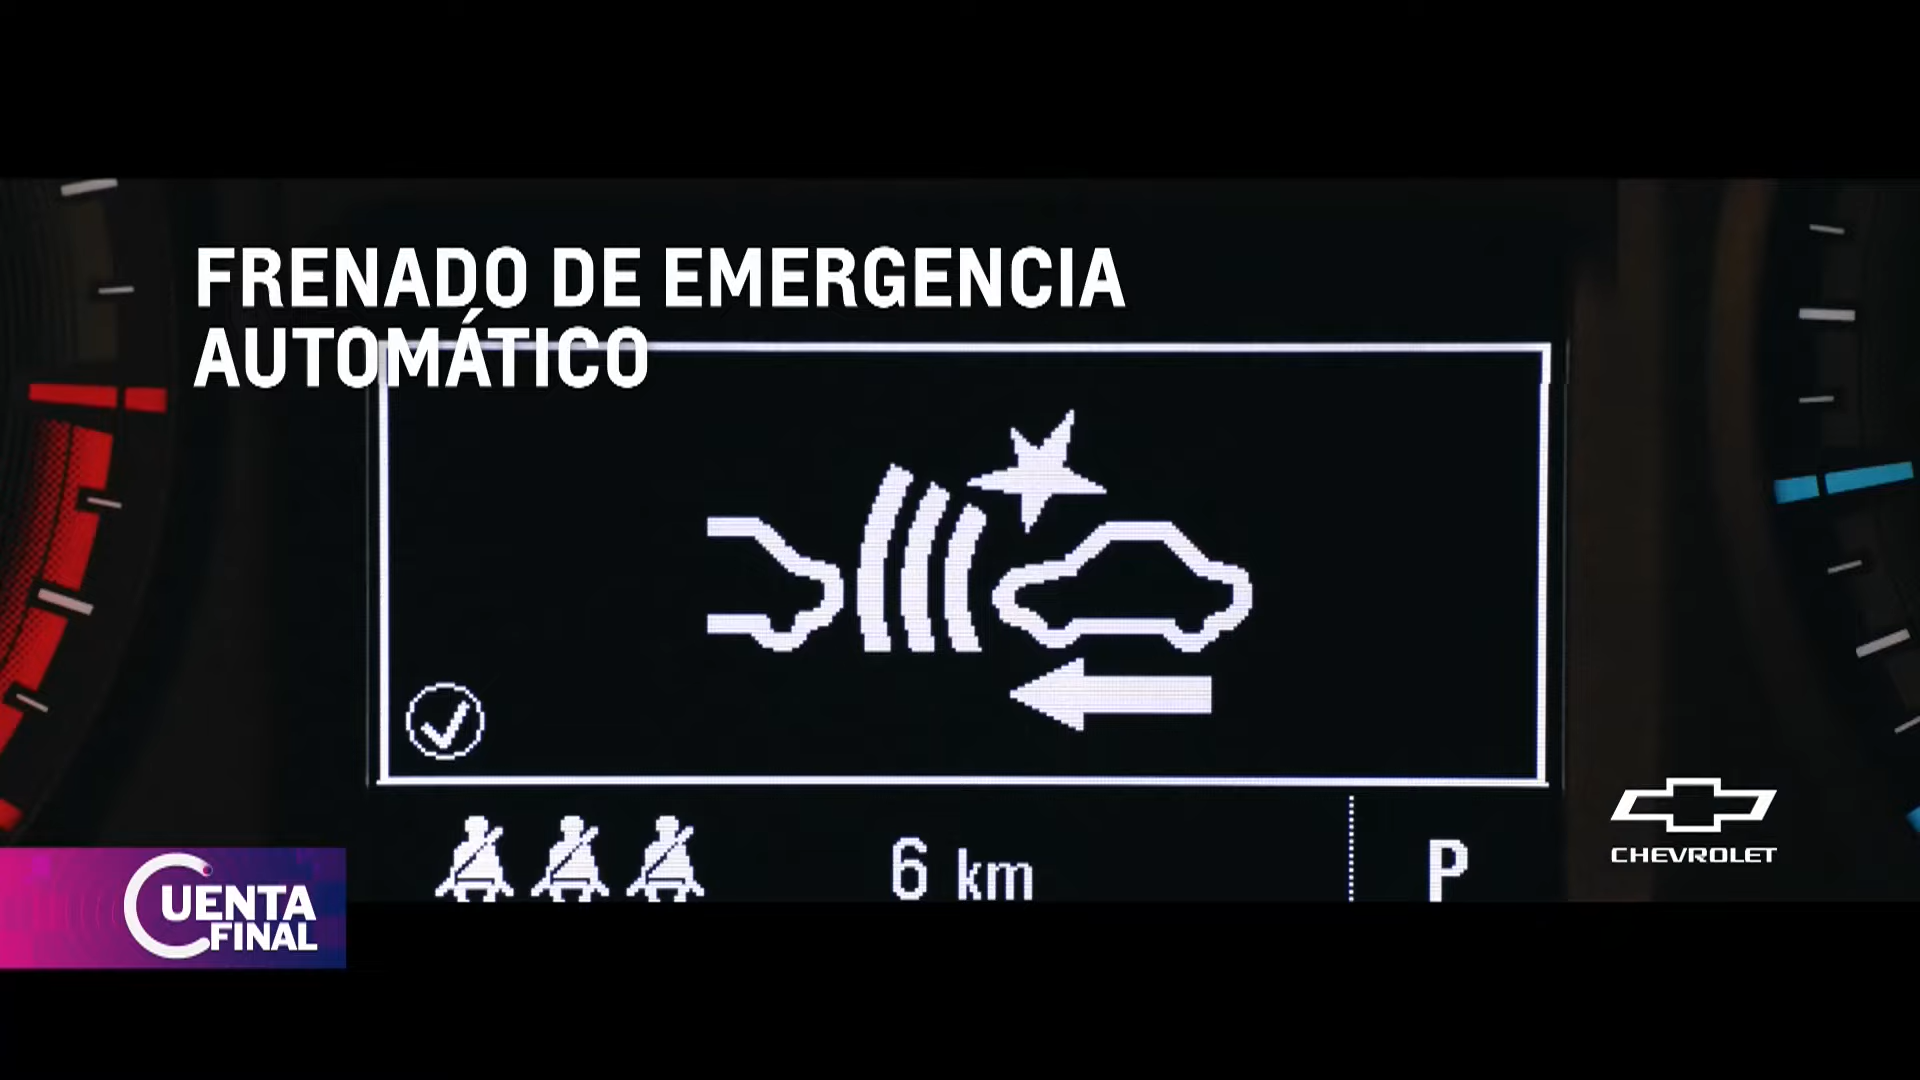 FRENADO DE EMERGENCIA
AUTOMÁTICO
6 km
P
CHEVROLET
CUENTA
FINAL